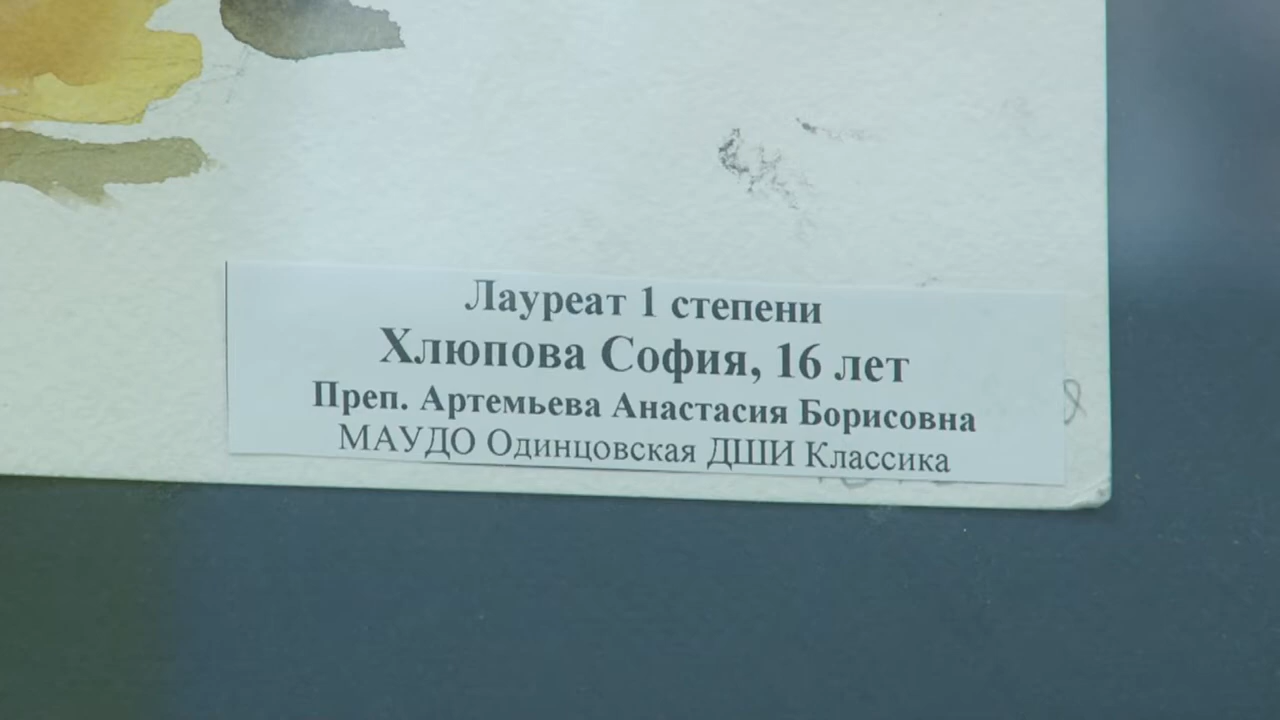 Лауреат 1 степени
Хлюпова София, 16 лет
Преп. Артемьева Анастасия Борисовна
МАУДО Одинцовская ДШИ Классика